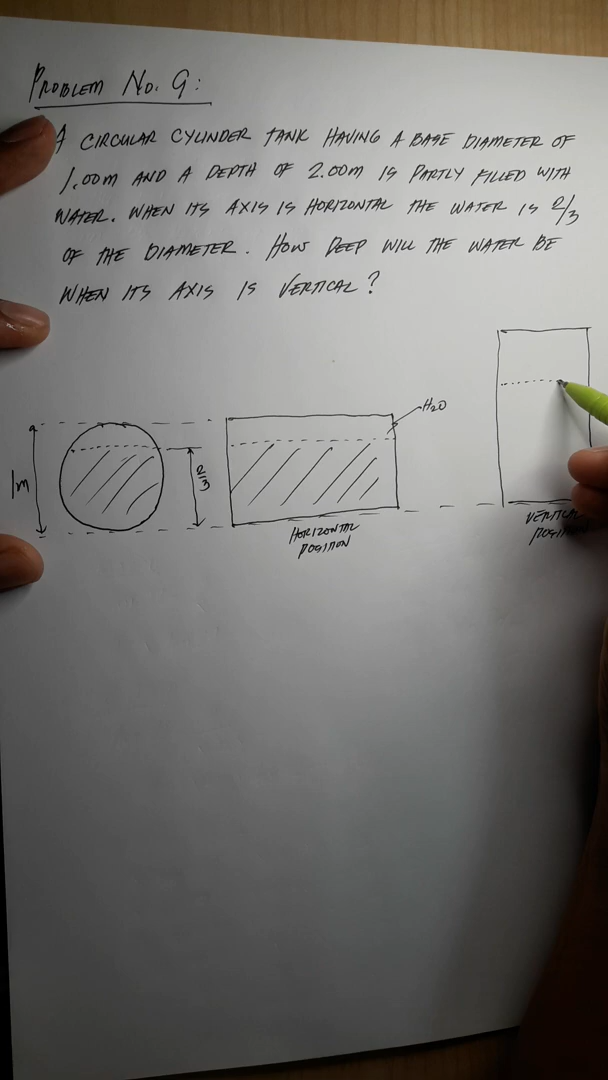 PROBLEM No. 9:
A CIRCULAR CYLINDER TANK HAVING A BASE DIAMETER OF
1.00m AND A DEPTH OF 2.00m IS PARTLY FILLED WITH
WATER. WHEN ITS AXIS IS HORIZONTAL THE WATER IS 2/3
OF THE DIAMETER. HOW DEEP WILL THE WATER BE
WHEN ITS AXIS IS VERTICAL?
H2O
1m
2/3
HORIZONTAL
POSITION
VERTICAL